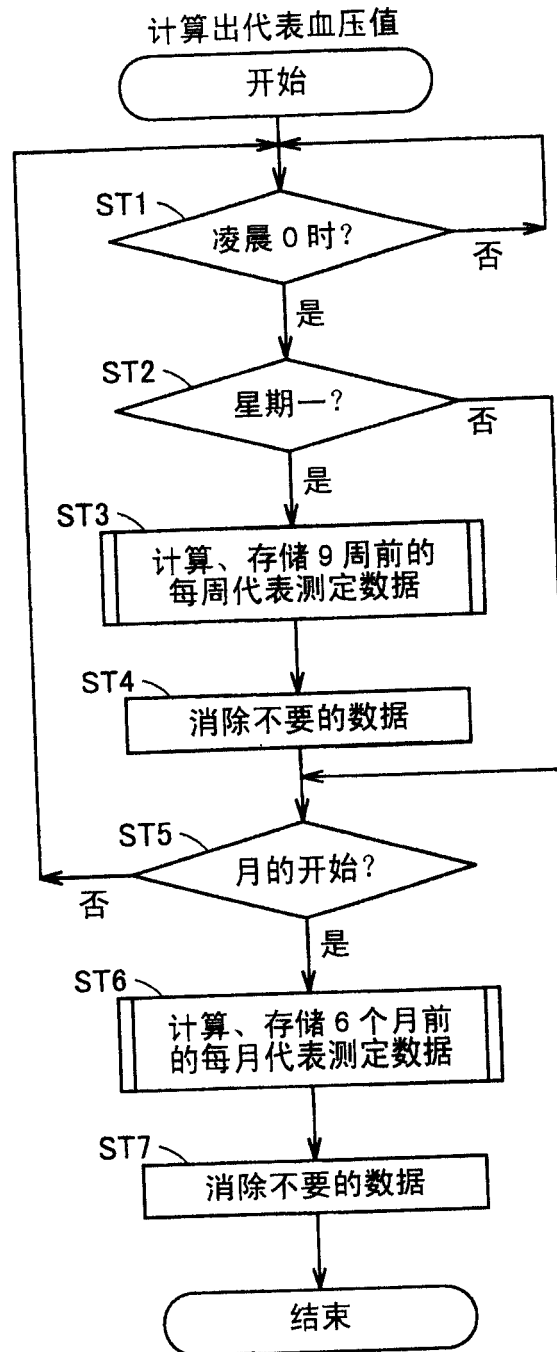 计算出代表血压值
开始
ST1
凌晨0时?
否
是
ST2
星期一?
否
是
ST3
计算、存储9周前的
每周代表测定数据
ST4
消除不要的数据
ST5
月的开始?
否
是
ST6
计算、存储6个月前
的每月代表测定数据
ST7
消除不要的数据
结束